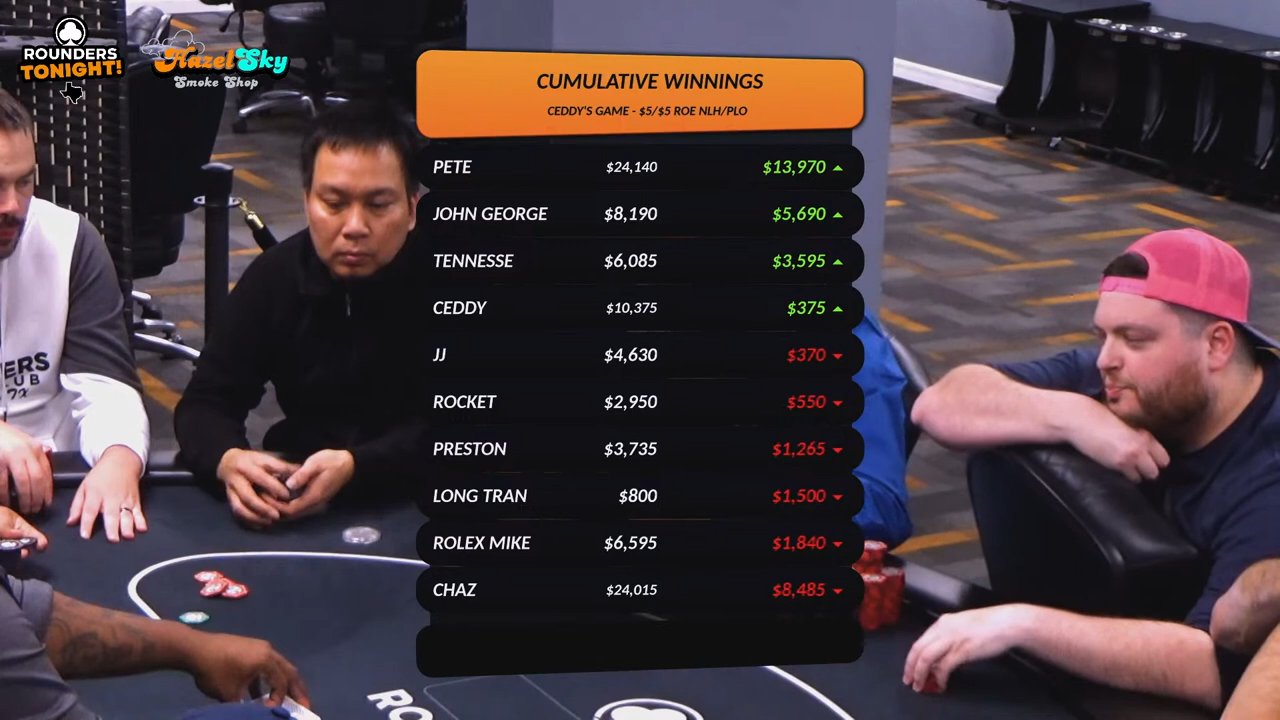 ROUNDERS
TONIGHT!
Hazel Sky
Smoke Shop
CUMULATIVE WINNINGS
CEDDY'S GAME - $5/$5 ROE NLH/PLO
PETE $24,140 $13,970
JOHN GEORGE $8,190 $5,690
TENNESSE $6,085 $3,595
CEDDY $10,375 $375
JJ $4,630 $370
ROCKET $2,950 $550
PRESTON $3,735 $1,265
LONG TRAN $800 $1,500
ROLEX MIKE $6,595 $1,840
CHAZ $24,015 $8,485
ERS
LUB
RO